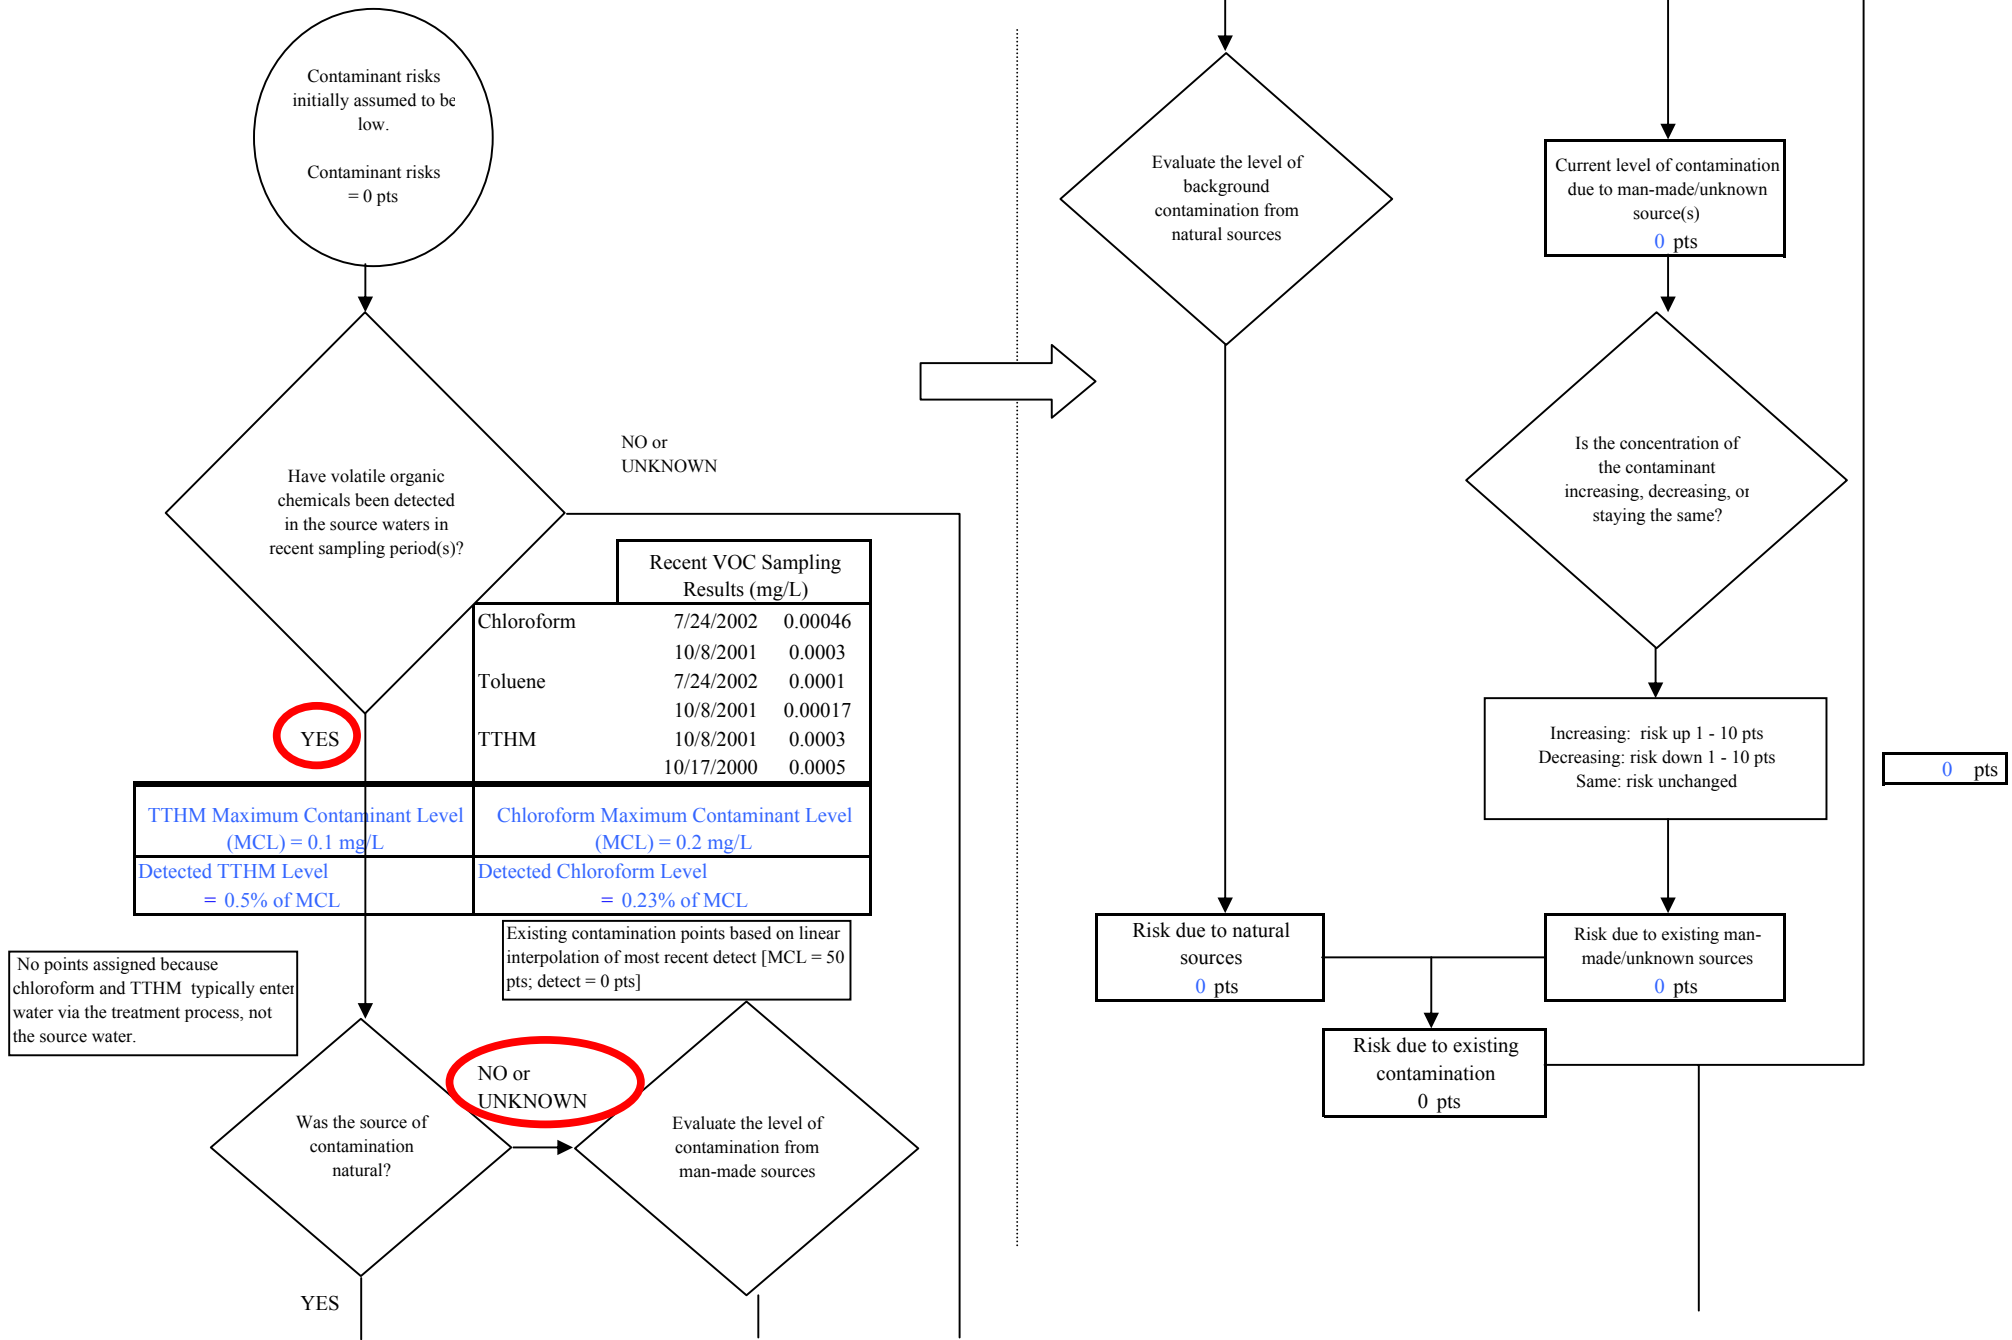 Contaminant risks
initially assumed to be
low.
Contaminant risks
= 0 pts
Have volatile organic
chemicals been detected
in the source waters in
recent sampling period(s)?
NO or
UNKNOWN
Recent VOC Sampling
Results (mg/L)
Chloroform 7/24/2002 0.00046
10/8/2001 0.0003
Toluene 7/24/2002 0.0001
10/8/2001 0.00017
TTHM 10/8/2001 0.0003
10/17/2000 0.0005
YES
TTHM Maximum Contaminant Level
(MCL) = 0.1 mg/L
Chloroform Maximum Contaminant Level
(MCL) = 0.2 mg/L
Detected TTHM Level
= 0.5% of MCL
Detected Chloroform Level
= 0.23% of MCL
No points assigned because
chloroform and TTHM typically enter
water via the treatment process, not
the source water.
Existing contamination points based on linear
interpolation of most recent detect [MCL = 50
pts; detect = 0 pts]
Was the source of
contamination
natural?
NO or
UNKNOWN
Evaluate the level of
contamination from
man-made sources
YES
Evaluate the level of
background
contamination from
natural sources
Current level of contamination
due to man-made/unknown
source(s)
0 pts
Is the concentration of
the contaminant
increasing, decreasing, or
staying the same?
Increasing: risk up 1 - 10 pts
Decreasing: risk down 1 - 10 pts
Same: risk unchanged
0 pts
Risk due to natural
sources
0 pts
Risk due to existing man-
made/unknown sources
0 pts
Risk due to existing
contamination
0 pts